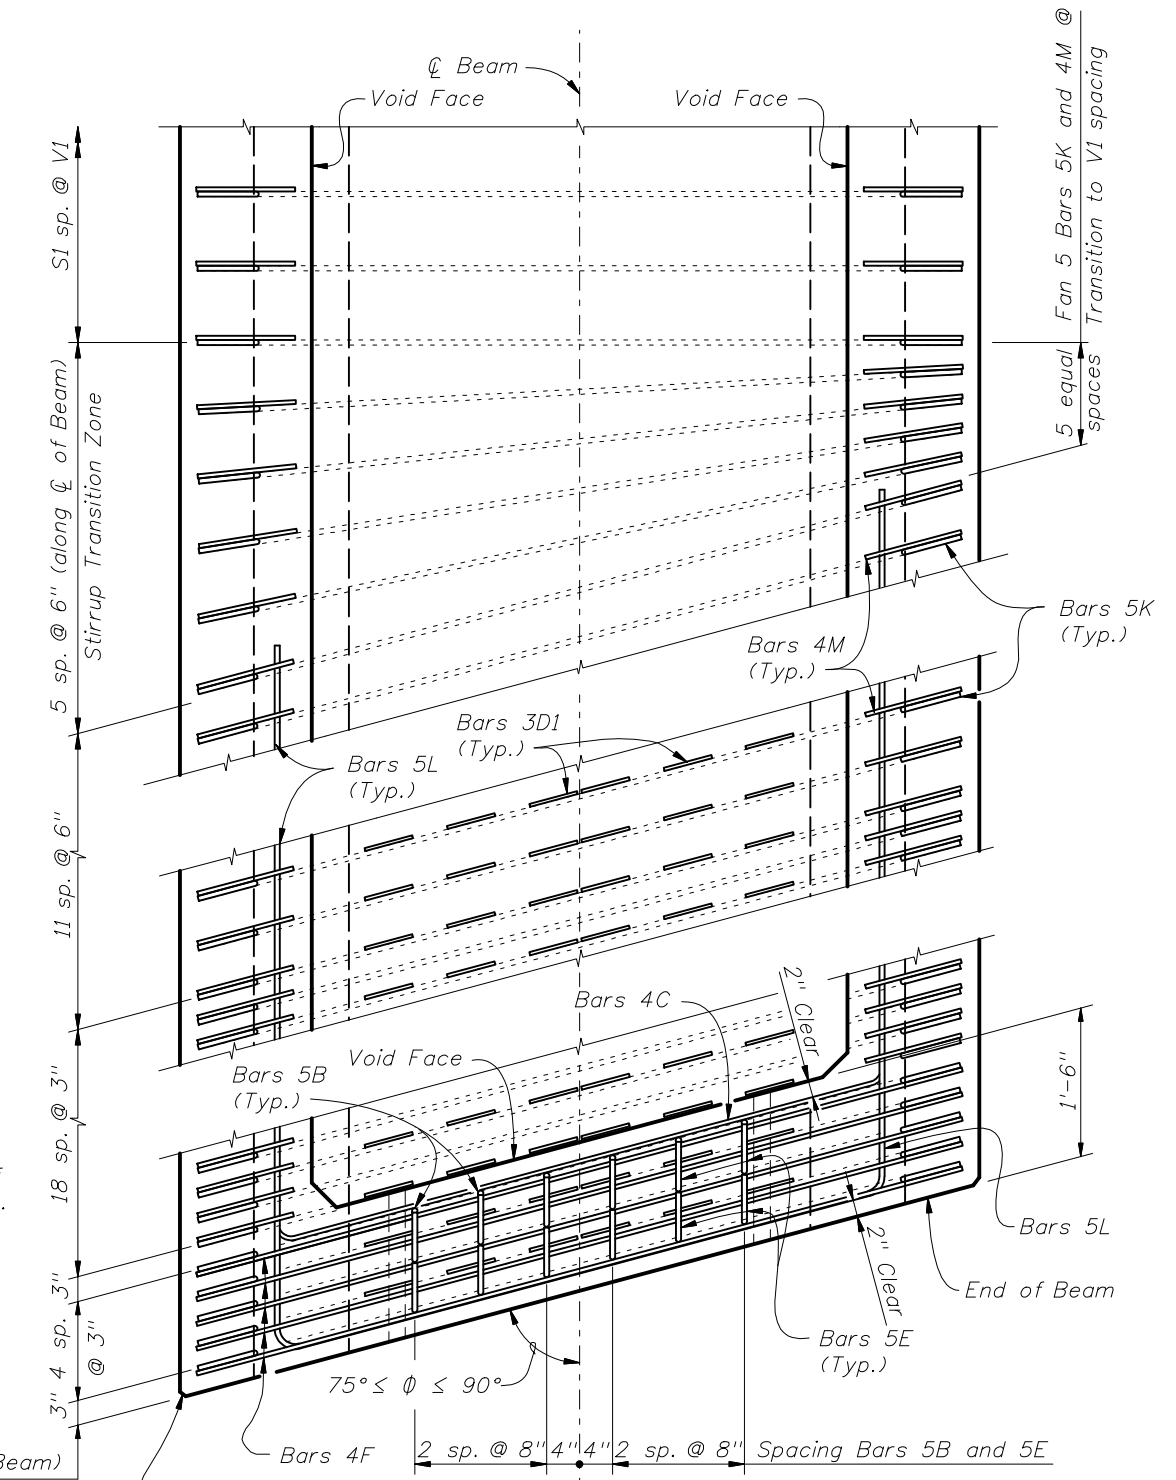 ℄ Beam
Void Face
Void Face
S1 sp. @ V1
5 sp. @ 6" (along ℄ of Beam)
Stirrup Transition Zone
5 equal Fan 5 Bars 5K and 4M @
spaces Transition to V1 spacing
Bars 5K
(Typ.)
Bars 4M
(Typ.)
Bars 3D1
(Typ.)
Bars 5L
(Typ.)
11 sp. @ 6"
2" Clear
Bars 4C
Void Face
Bars 5B
(Typ.)
1'-6"
18 sp. @ 3"
Bars 5L
2" Clear
End of Beam
3"
4 sp.
@ 3"
3"
Bars 5E
(Typ.)
75° ≤ ϕ ≤ 90°
Bars 4F
2 sp. @ 8" 4" 4" 2 sp. @ 8" Spacing Bars 5B and 5E
Beam)